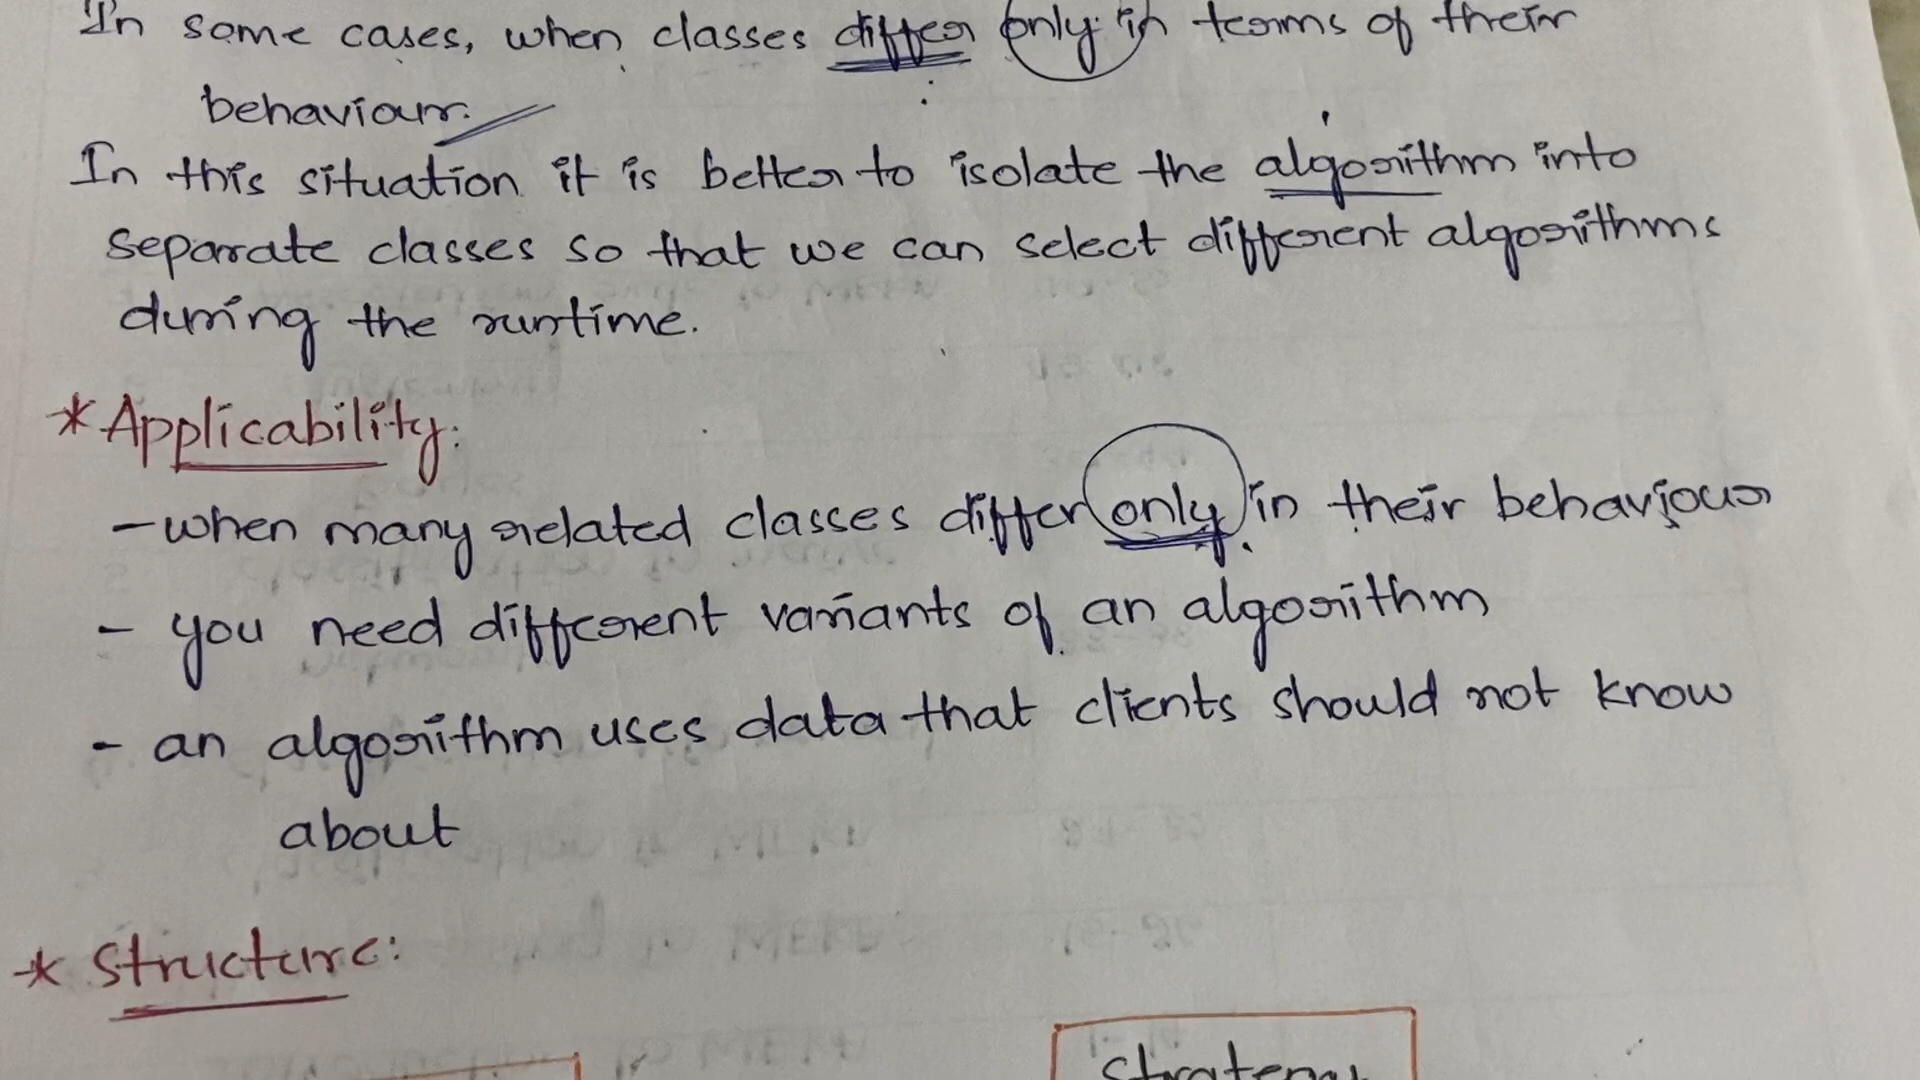 In some cases, when classes differ only in terms of their
behaviour.
In this situation it is better to isolate the algorithm into
separate classes so that we can select different algorithms
during the runtime.
* Applicability:
- when many related classes differ only in their behaviour
- you need different variants of an algorithm
- an algorithm uses data that clients should not know
about
* Structure:
Strategy